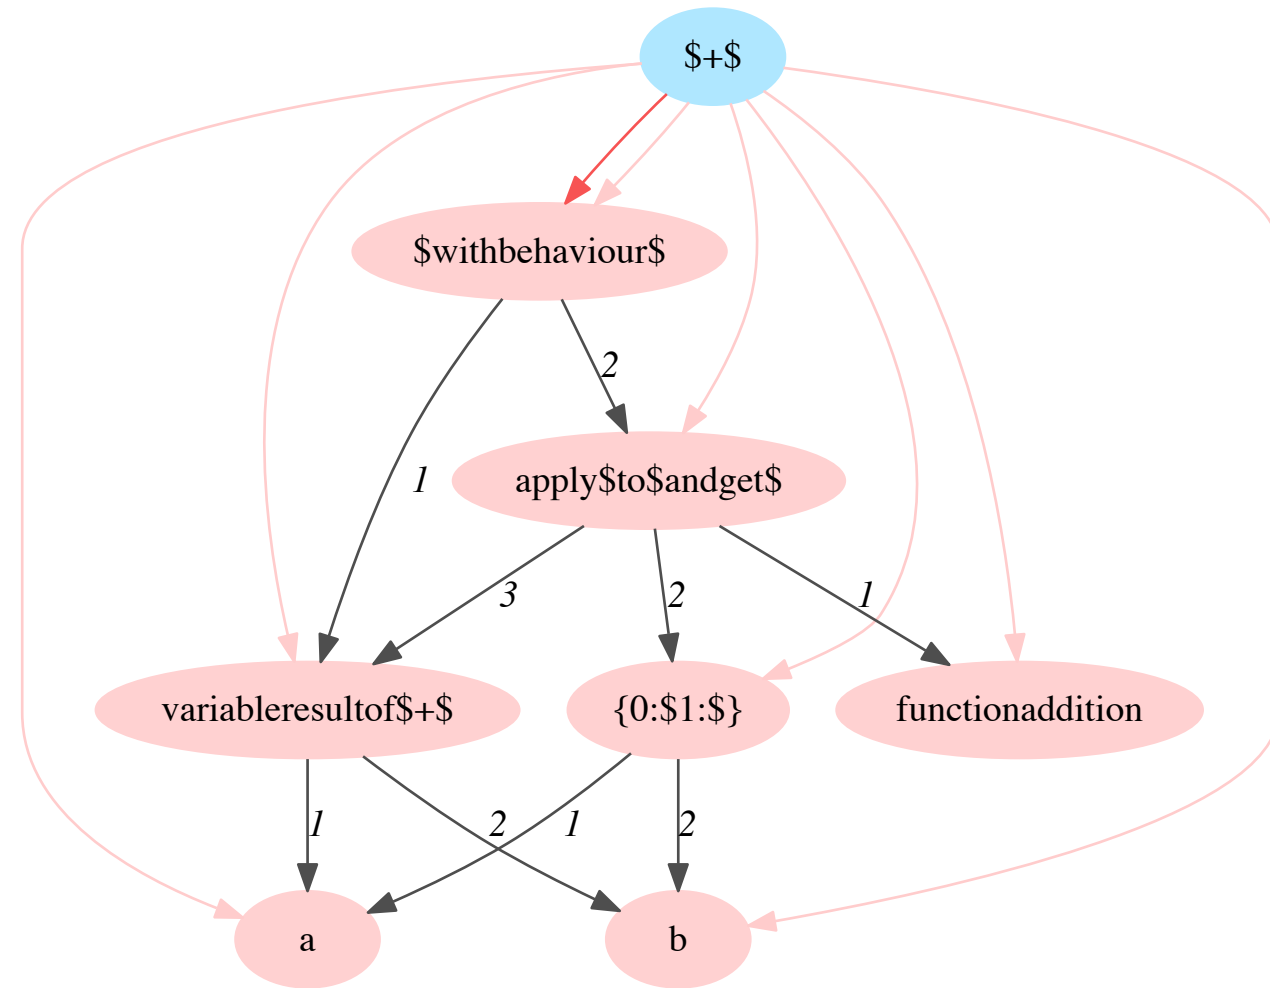 $+$
$withbehaviour$
2
1
apply$to$andget$
3
2
1
variableresultof$+$
{0:$1:$}
functionaddition
1
2
1
2
a
b